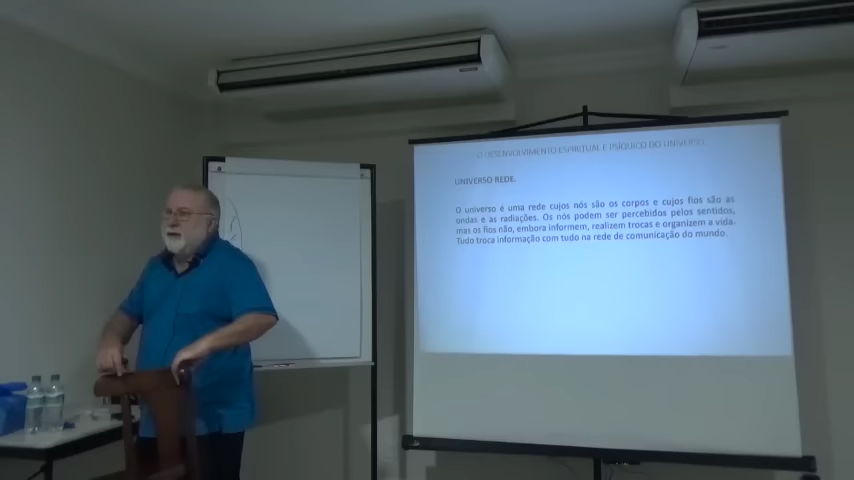 O DESENVOLVIMENTO ESPIRITUAL E PSÍQUICO DO UNIVERSO
UNIVERSO REDE.
O universo é uma rede cujos nós são os corpos e cujos fios são as
ondas e as radiações. Os nós podem ser percebidos pelos sentidos,
mas os fios não, embora informem, realizem trocas e organizem a vida.
Tudo troca informação com tudo na rede de comunicação do mundo.